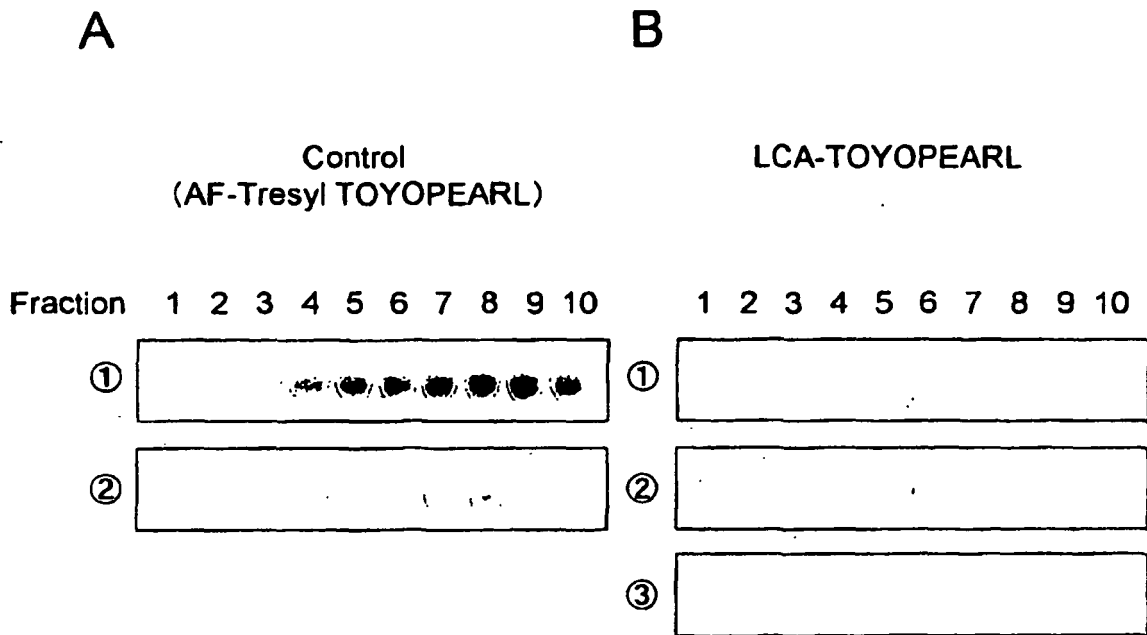 A
B
Control
(AF-Tresyl TOYOPEARL)
LCA-TOYOPEARL
Fraction 1 2 3 4 5 6 7 8 9 10
1 2 3 4 5 6 7 8 9 10
①
①
②
②
③